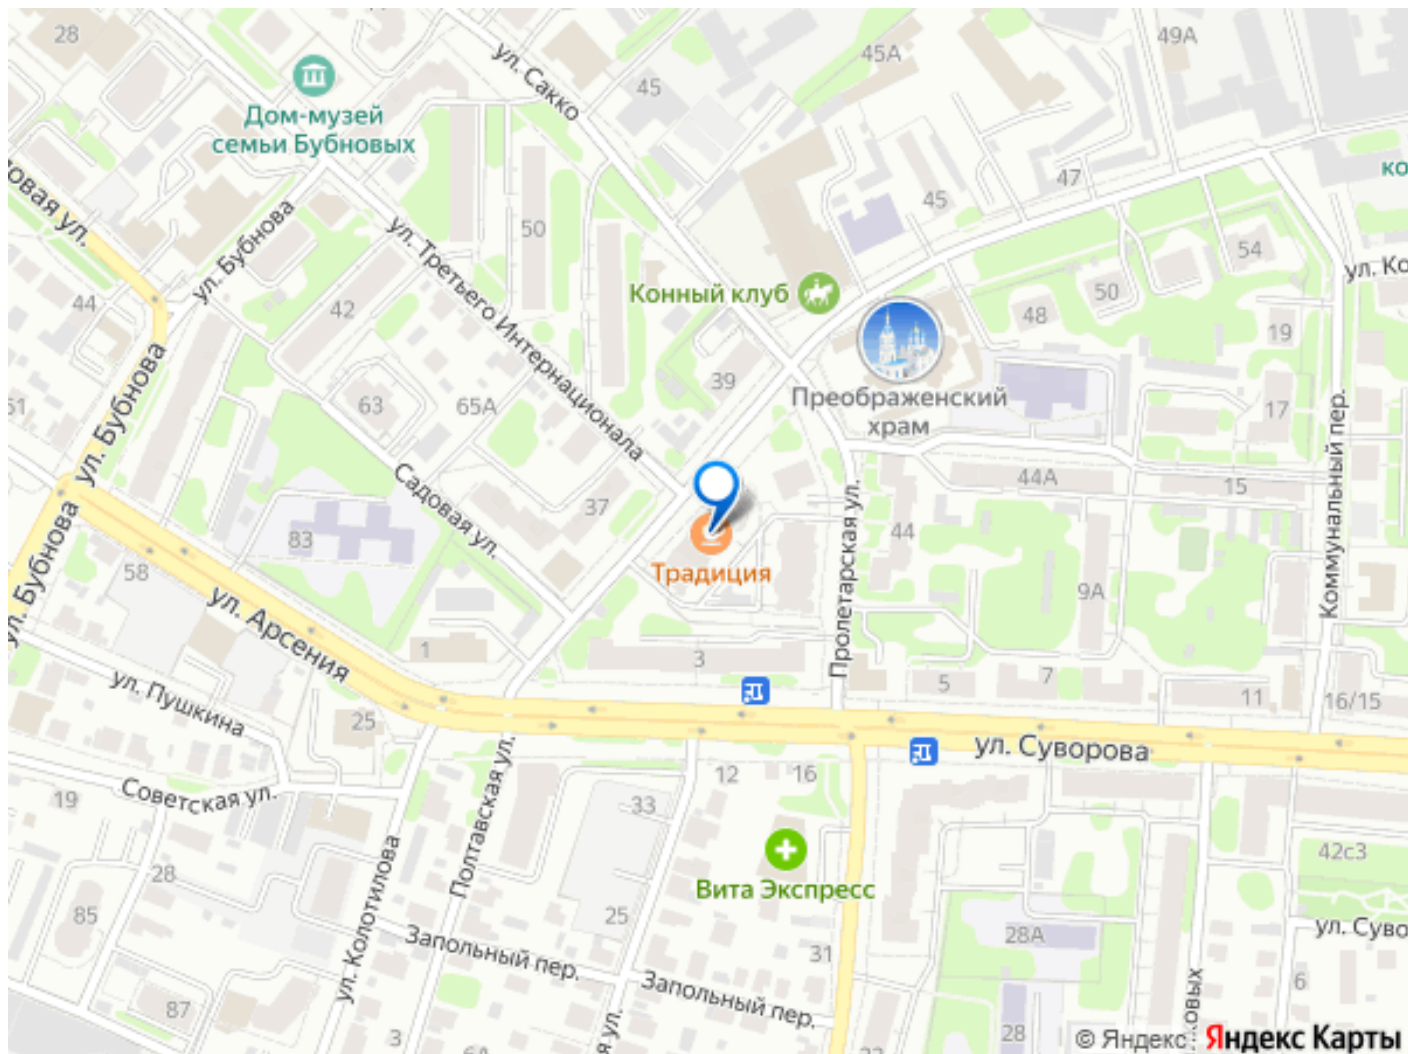 28
49А
45А
ул. Сакко
45
Дом-музей
семьи Бубновых
47
45
50
54
ул. Бубнова
ул. Третьего Интернационала
44
42
Конный клуб
50
48
19
39
Преображенский
храм
ул. Бубнова
63
65А
17
Садовая ул.
44А
15
37
44
83
Пролетарская ул.
Коммунальный пер.
58
Традиция
9А
ул. Арсения
1
3
5
7
11
16/15
ул. Пушкина
25
ул. Суворова
Советская ул.
19
12
16
33
Полтавская ул.
42с3
28
Вита Экспресс
85
25
ул. Колотилова
Запольный пер.
28А
31
Запольный пер.
6
87
3
28
© Яндекс
Яндекс Карты